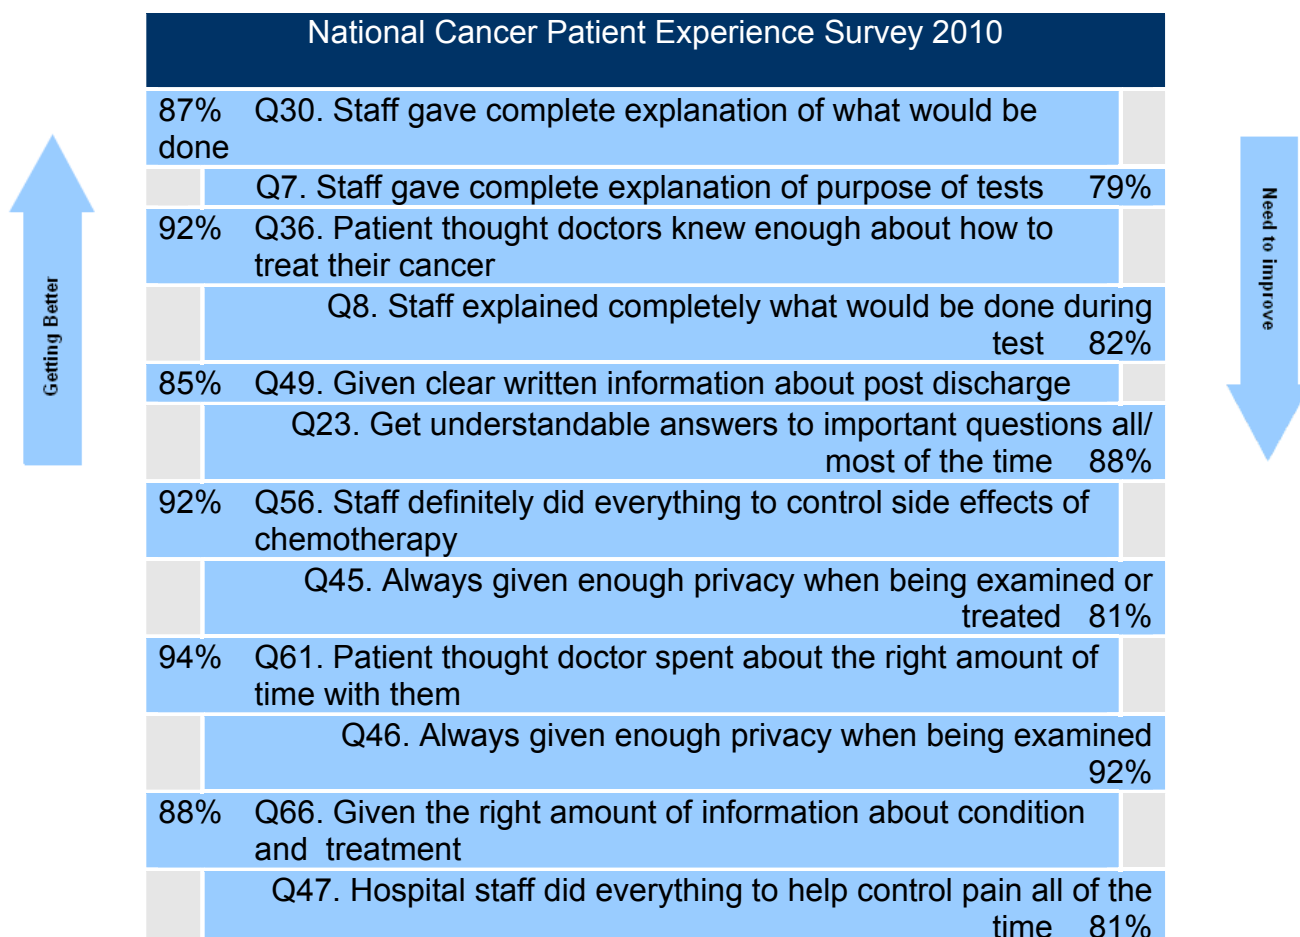 National Cancer Patient Experience Survey 2010
87% Q30. Staff gave complete explanation of what would be
done
Q7. Staff gave complete explanation of purpose of tests 79%
92% Q36. Patient thought doctors knew enough about how to
treat their cancer
Q8. Staff explained completely what would be done during
test 82%
85% Q49. Given clear written information about post discharge
Q23. Get understandable answers to important questions all/
most of the time 88%
92% Q56. Staff definitely did everything to control side effects of
chemotherapy
Q45. Always given enough privacy when being examined or
treated 81%
94% Q61. Patient thought doctor spent about the right amount of
time with them
Q46. Always given enough privacy when being examined
92%
88% Q66. Given the right amount of information about condition
and treatment
Q47. Hospital staff did everything to help control pain all of the
time 81%
Getting Better
Need to improve